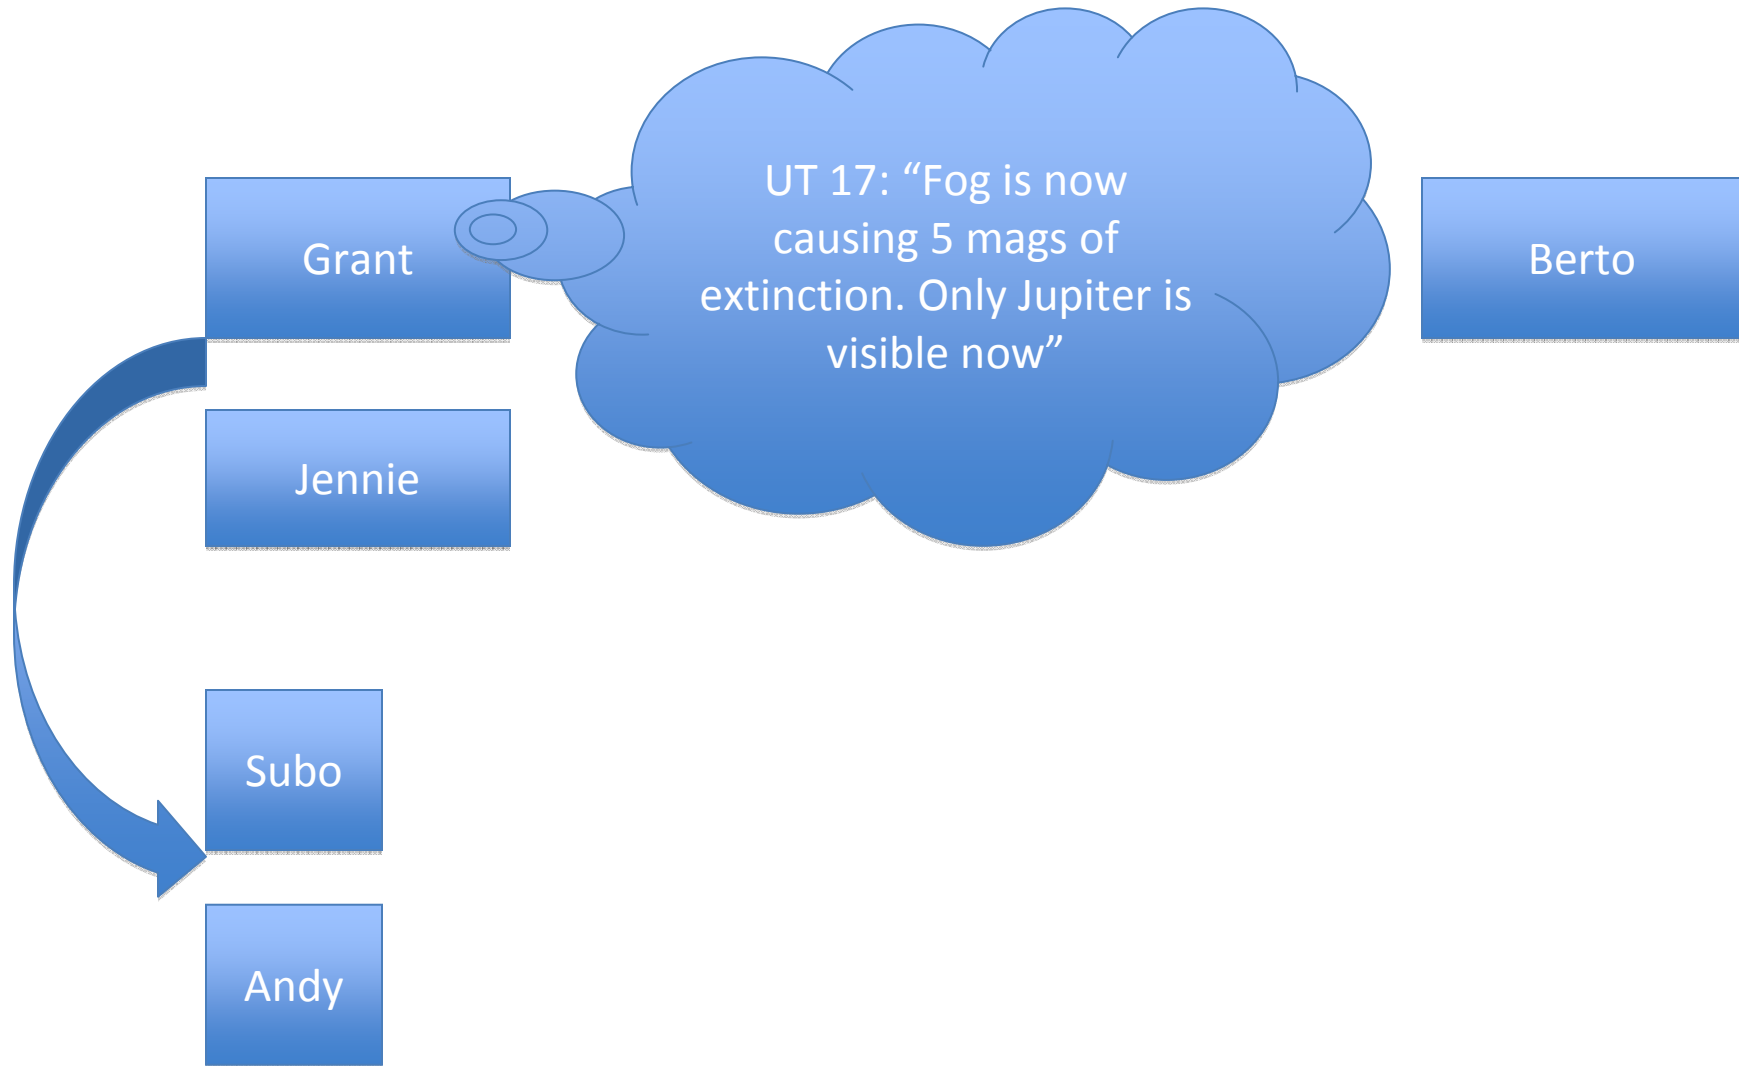 UT 17: “Fog is now
causing 5 mags of
extinction. Only Jupiter is
visible now”
Grant
Berto
Jennie
Subo
Andy